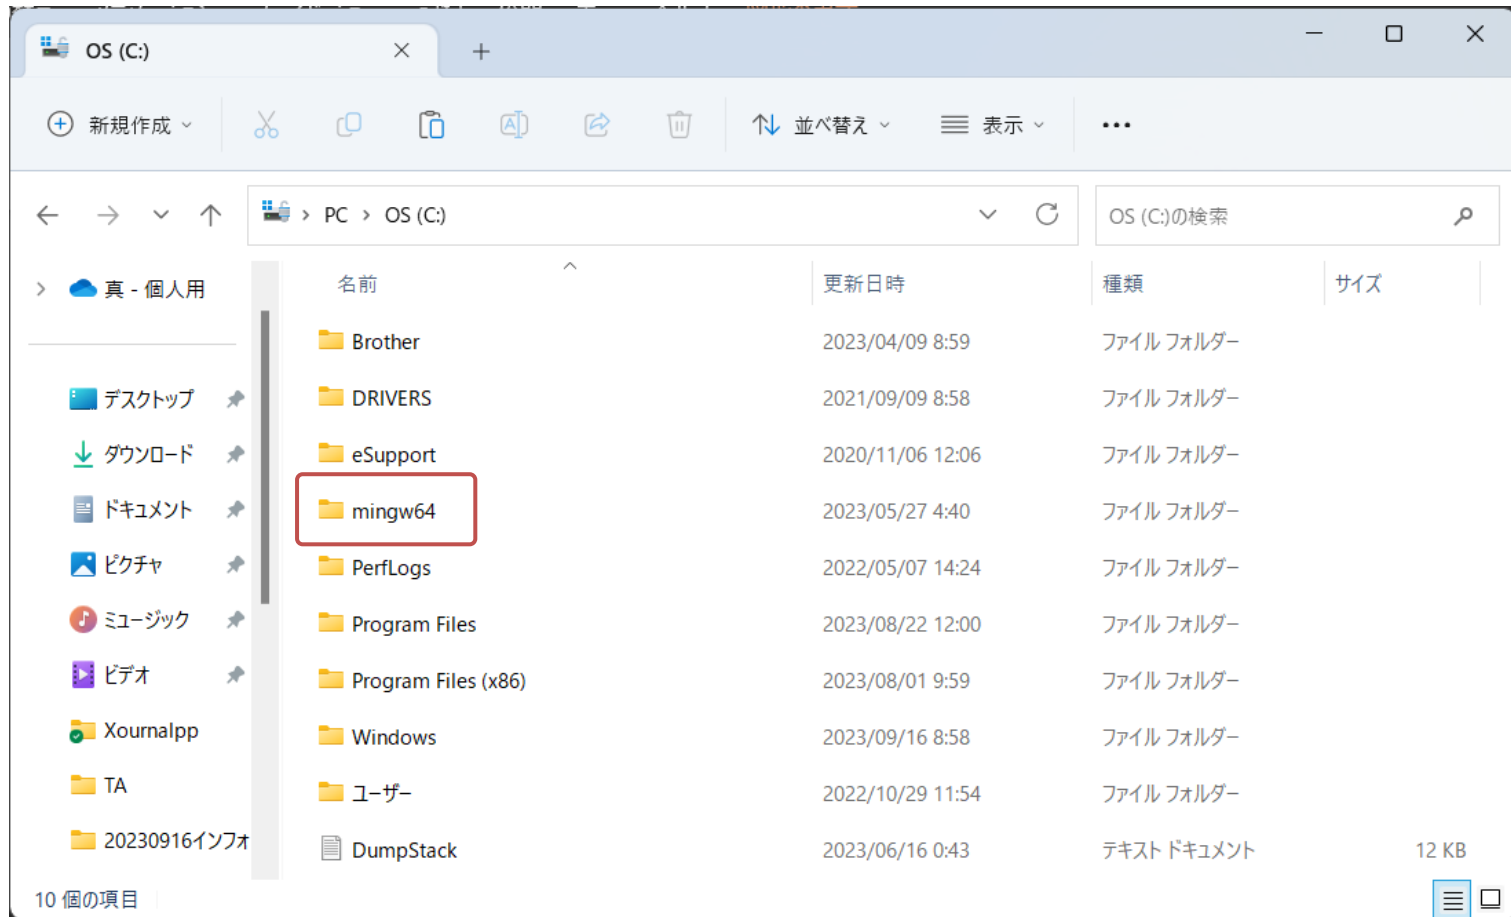 OS (C:)
新規作成
並べ替え
表示
PC > OS (C:)
OS (C:)の検索
真 - 個人用
デスクトップ
ダウンロード
ドキュメント
ピクチャ
ミュージック
ビデオ
Xournalpp
TA
20230916インフォ
名前 更新日時 種類 サイズ
Brother 2023/04/09 8:59 ファイル フォルダー
DRIVERS 2021/09/09 8:58 ファイル フォルダー
eSupport 2020/11/06 12:06 ファイル フォルダー
mingw64 2023/05/27 4:40 ファイル フォルダー
PerfLogs 2022/05/07 14:24 ファイル フォルダー
Program Files 2023/08/22 12:00 ファイル フォルダー
Program Files (x86) 2023/08/01 9:59 ファイル フォルダー
Windows 2023/09/16 8:58 ファイル フォルダー
ユーザー 2022/10/29 11:54 ファイル フォルダー
DumpStack 2023/06/16 0:43 テキスト ドキュメント 12 KB
10 個の項目